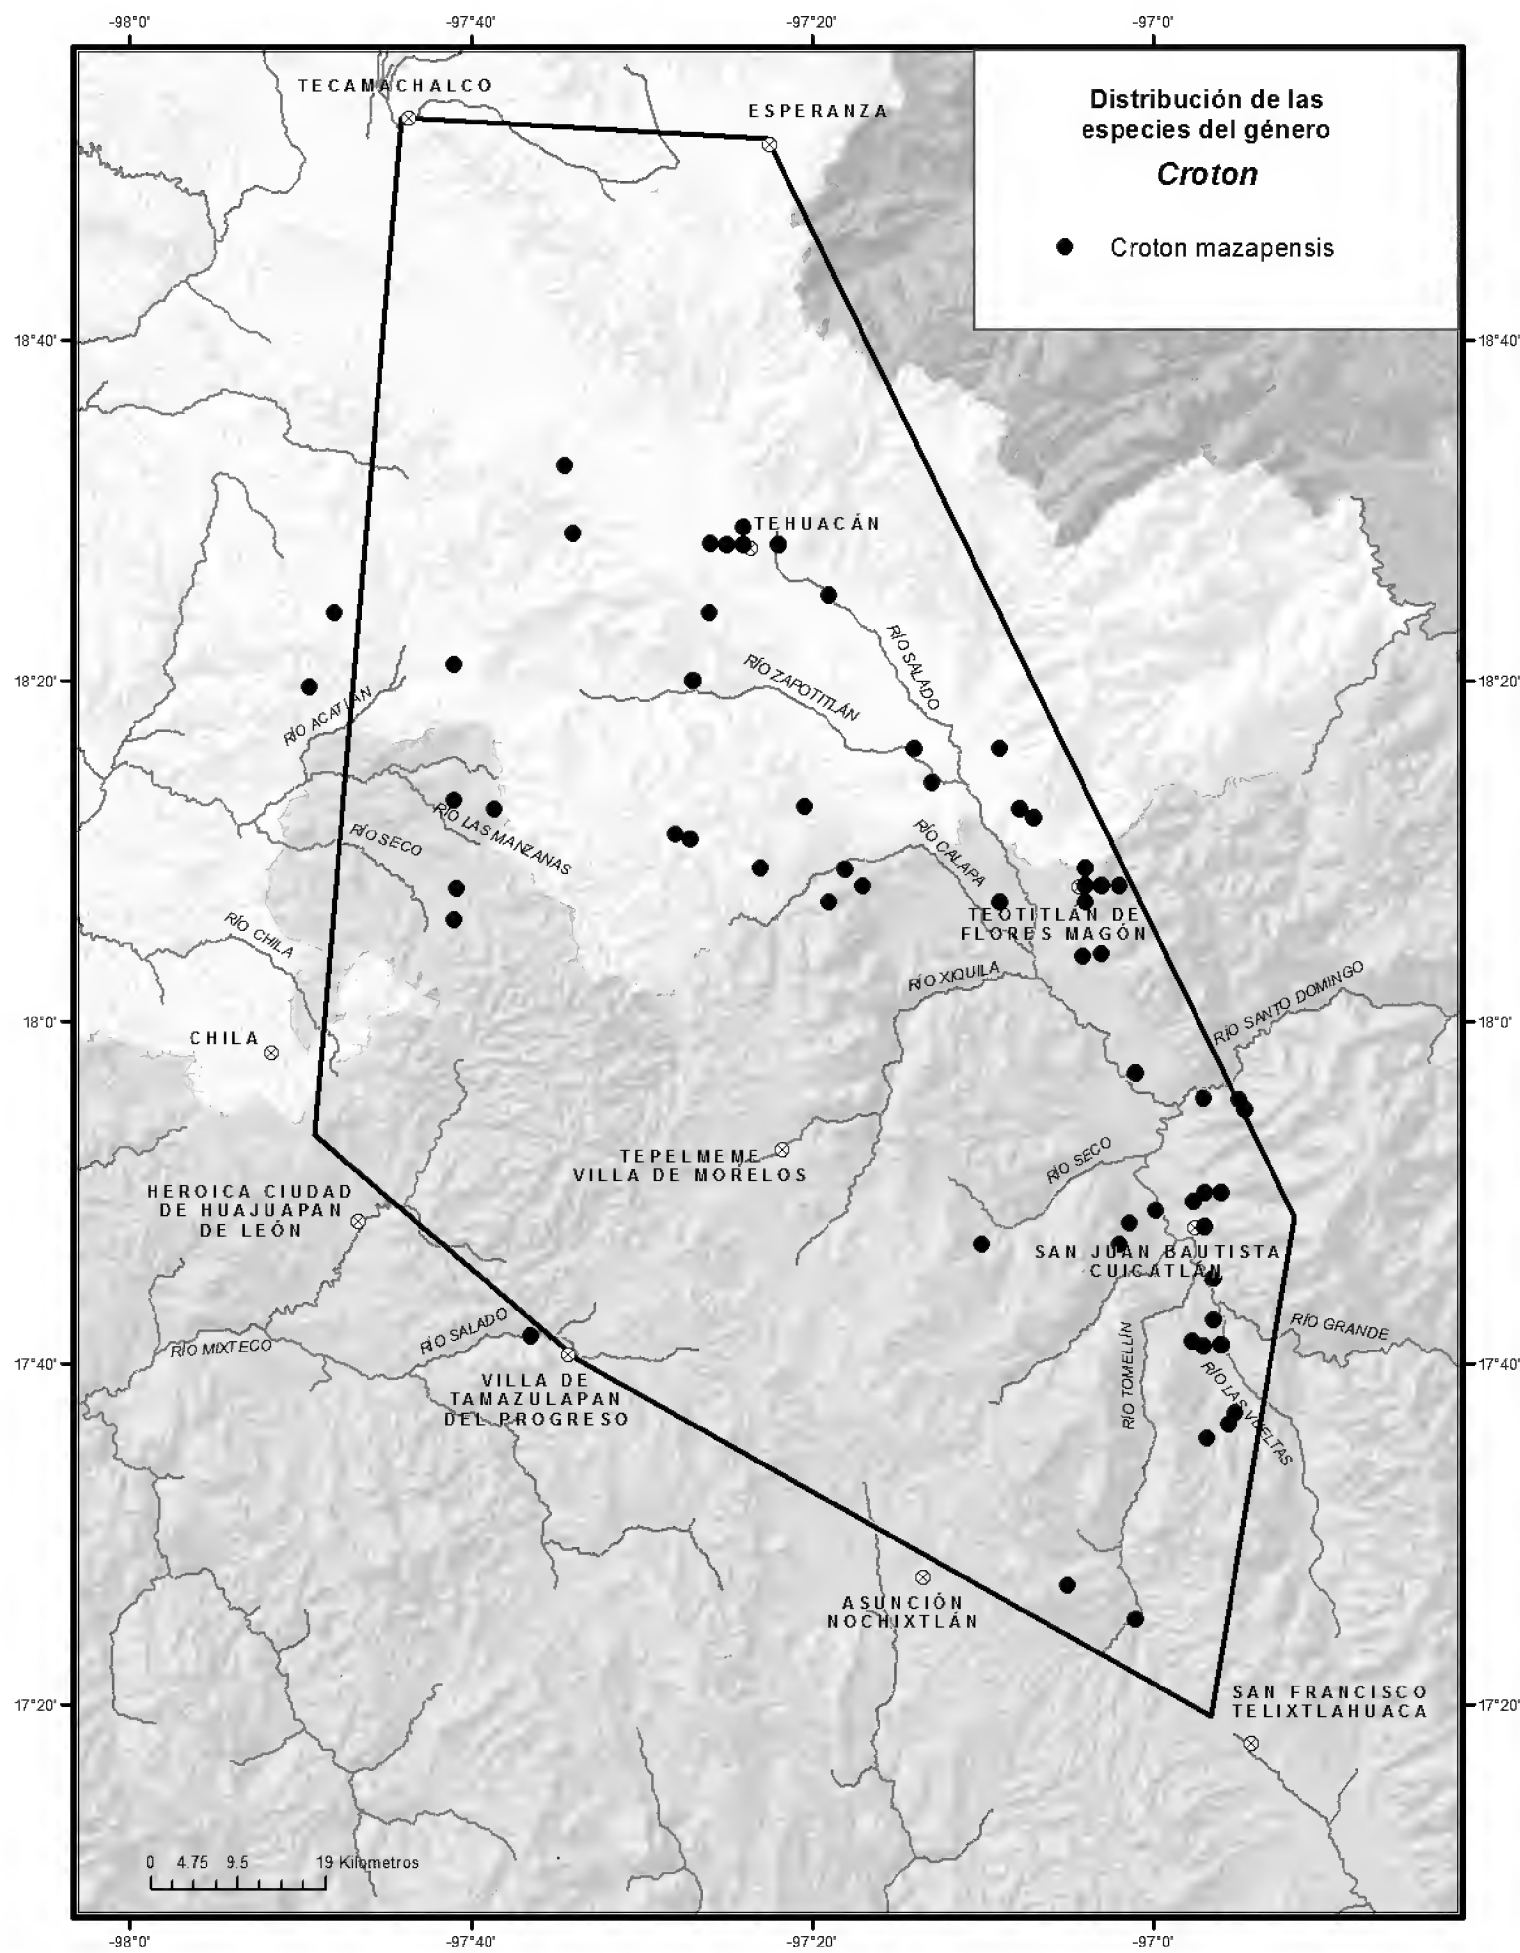 -98°0'
-97°40'
-97°20'
-97°0'
TECAMACHALCO
ESPERANZA
Distribución de las
especies del género
Croton
Croton mazapensis
18°40'
18°40'
TEHUACÁN
RÍO SALADO
RÍO ZAPOTITLÁN
18°20'
18°20'
RÍO ACATLÁN
RÍO LAS MANZANAS
RÍO SECO
RÍO CALAPA
TEOTITLÁN DE
FLORES MAGÓN
RÍO CHILA
RÍO XIQUILA
RÍO SANTO DOMINGO
18°0'
18°0'
CHILA
TEPELMEME
VILLA DE MORELOS
RÍO SECO
HEROICA CIUDAD
DE HUAJUAPAN
DE LEÓN
SAN JUAN BAUTISTA
CUICATLÁN
RÍO SALADO
RÍO MIXTECO
RÍO GRANDE
RÍO TOMELLÍN
17°40'
17°40'
VILLA DE
TAMAZULAPAN
DEL PROGRESO
RÍO LAS VUELTAS
ASUNCIÓN
NOCHIXTLÁN
17°20'
17°20'
SAN FRANCISCO
TELIXTLAHUACA
0 4.75 9.5 19 Kilometros
-98°0'
-97°40'
-97°20'
-97°0'